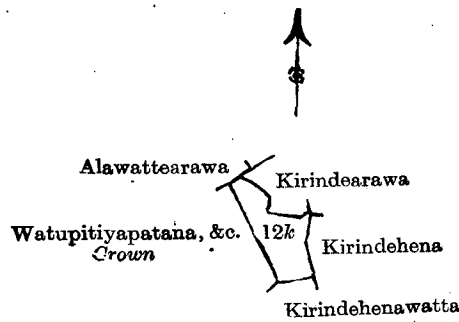 Alawattearawa
Kirindearawa
Watupitiyapatana, &c.
Crown
12k
Kirindehena
Kirindehenawatta